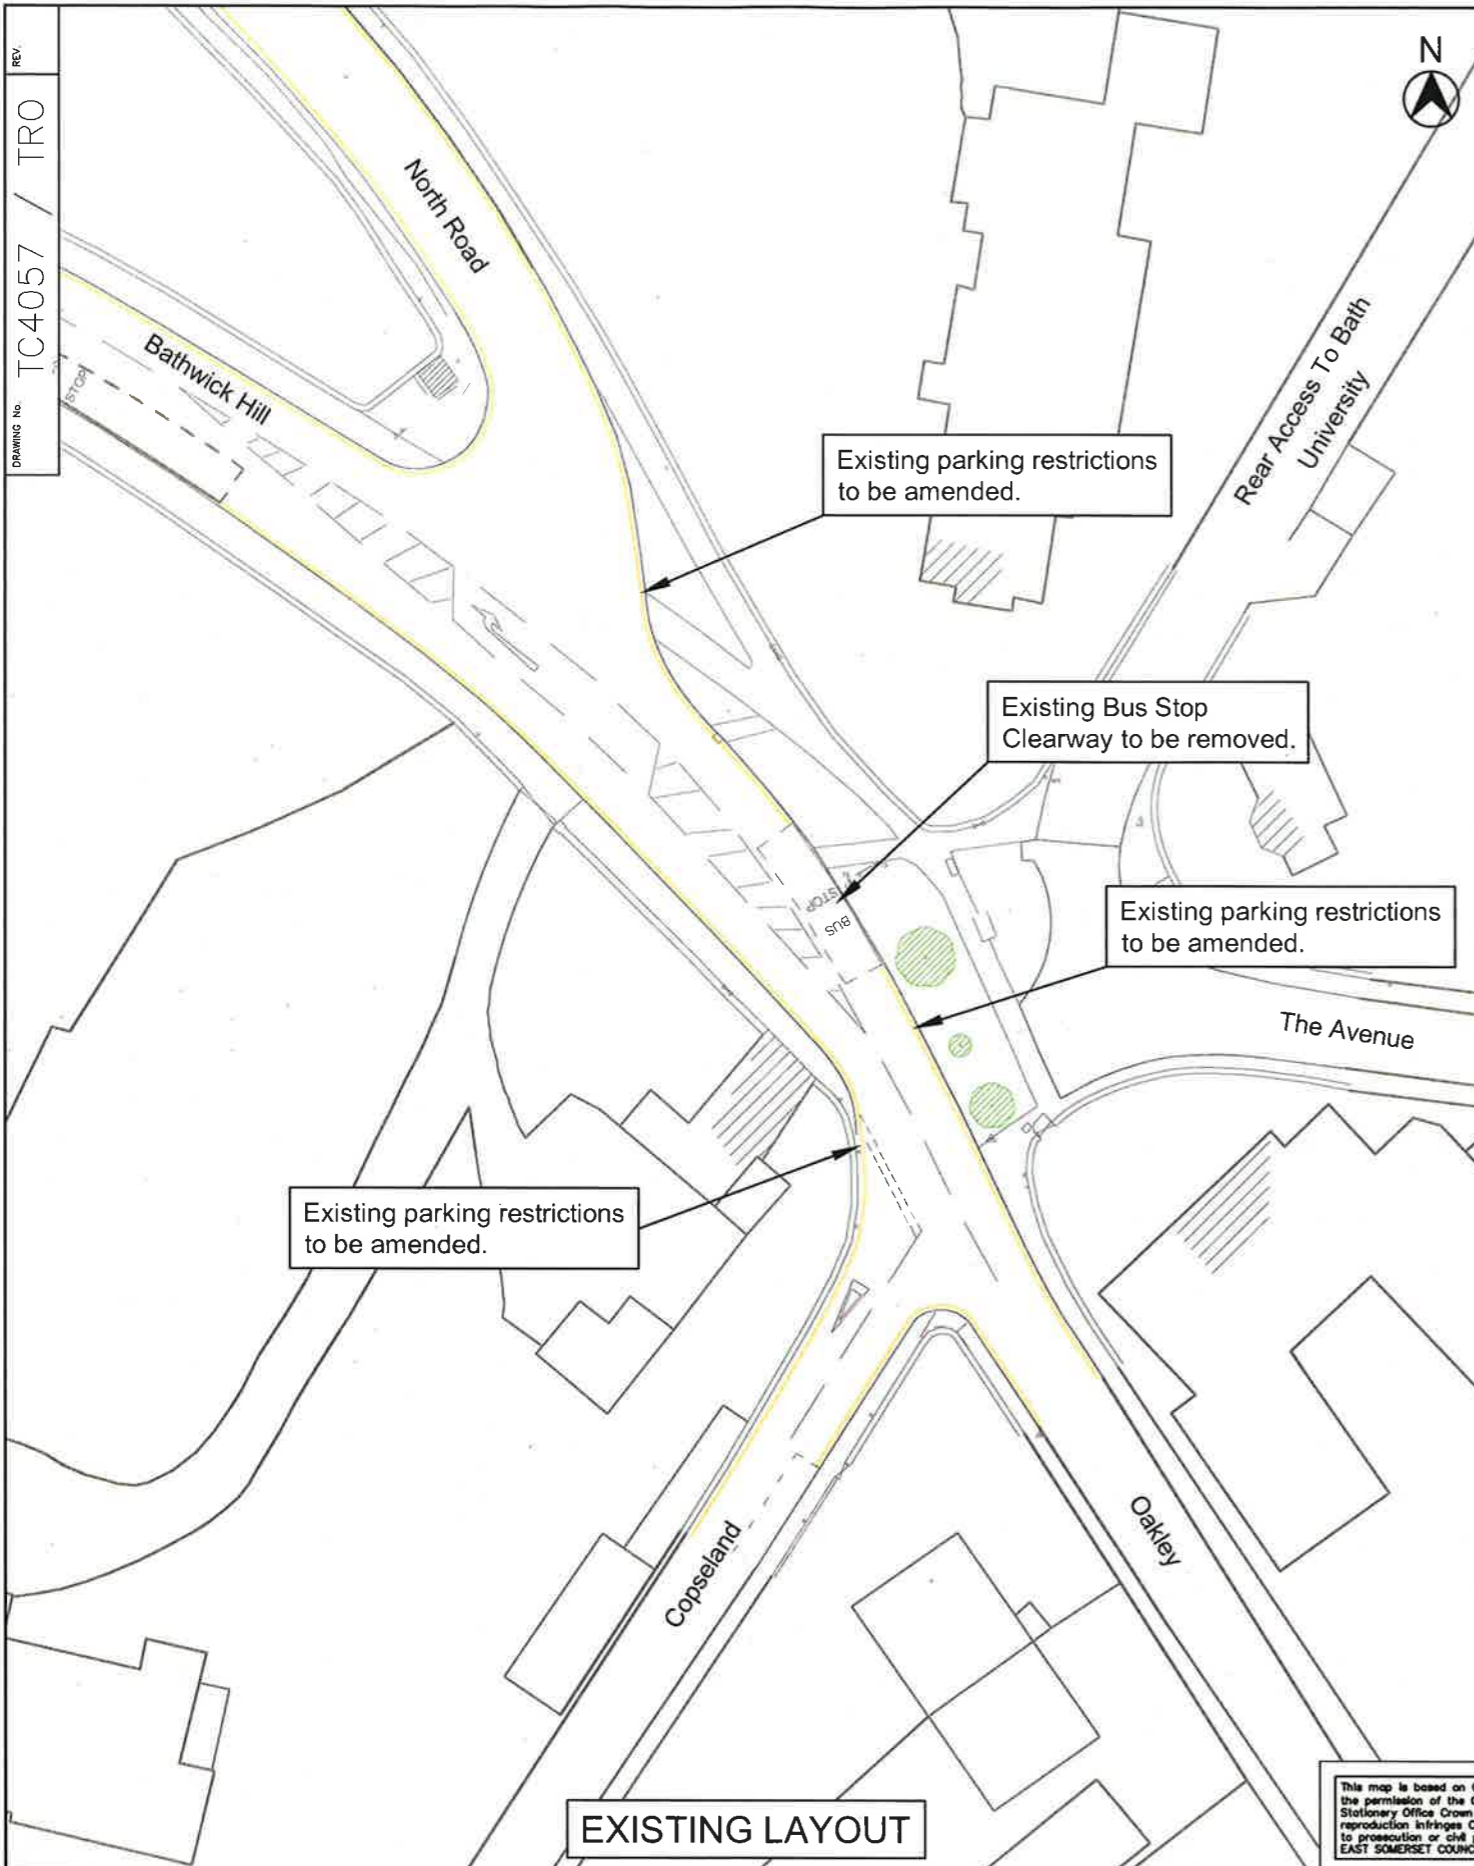 REV.
DRAWING No. TC4057 / TRO
N
North Road
Bathwick Hill
STOP
Rear Access To Bath
University
Existing parking restrictions
to be amended.
Existing Bus Stop
Clearway to be removed.
STOP
BUS
Existing parking restrictions
to be amended.
The Avenue
Existing parking restrictions
to be amended.
Oakley
Copseland
EXISTING LAYOUT
This map is based on
the permission of the
Stationery Office Crown
reproduction infringes
to prosecution or civil
EAST SOMERSET